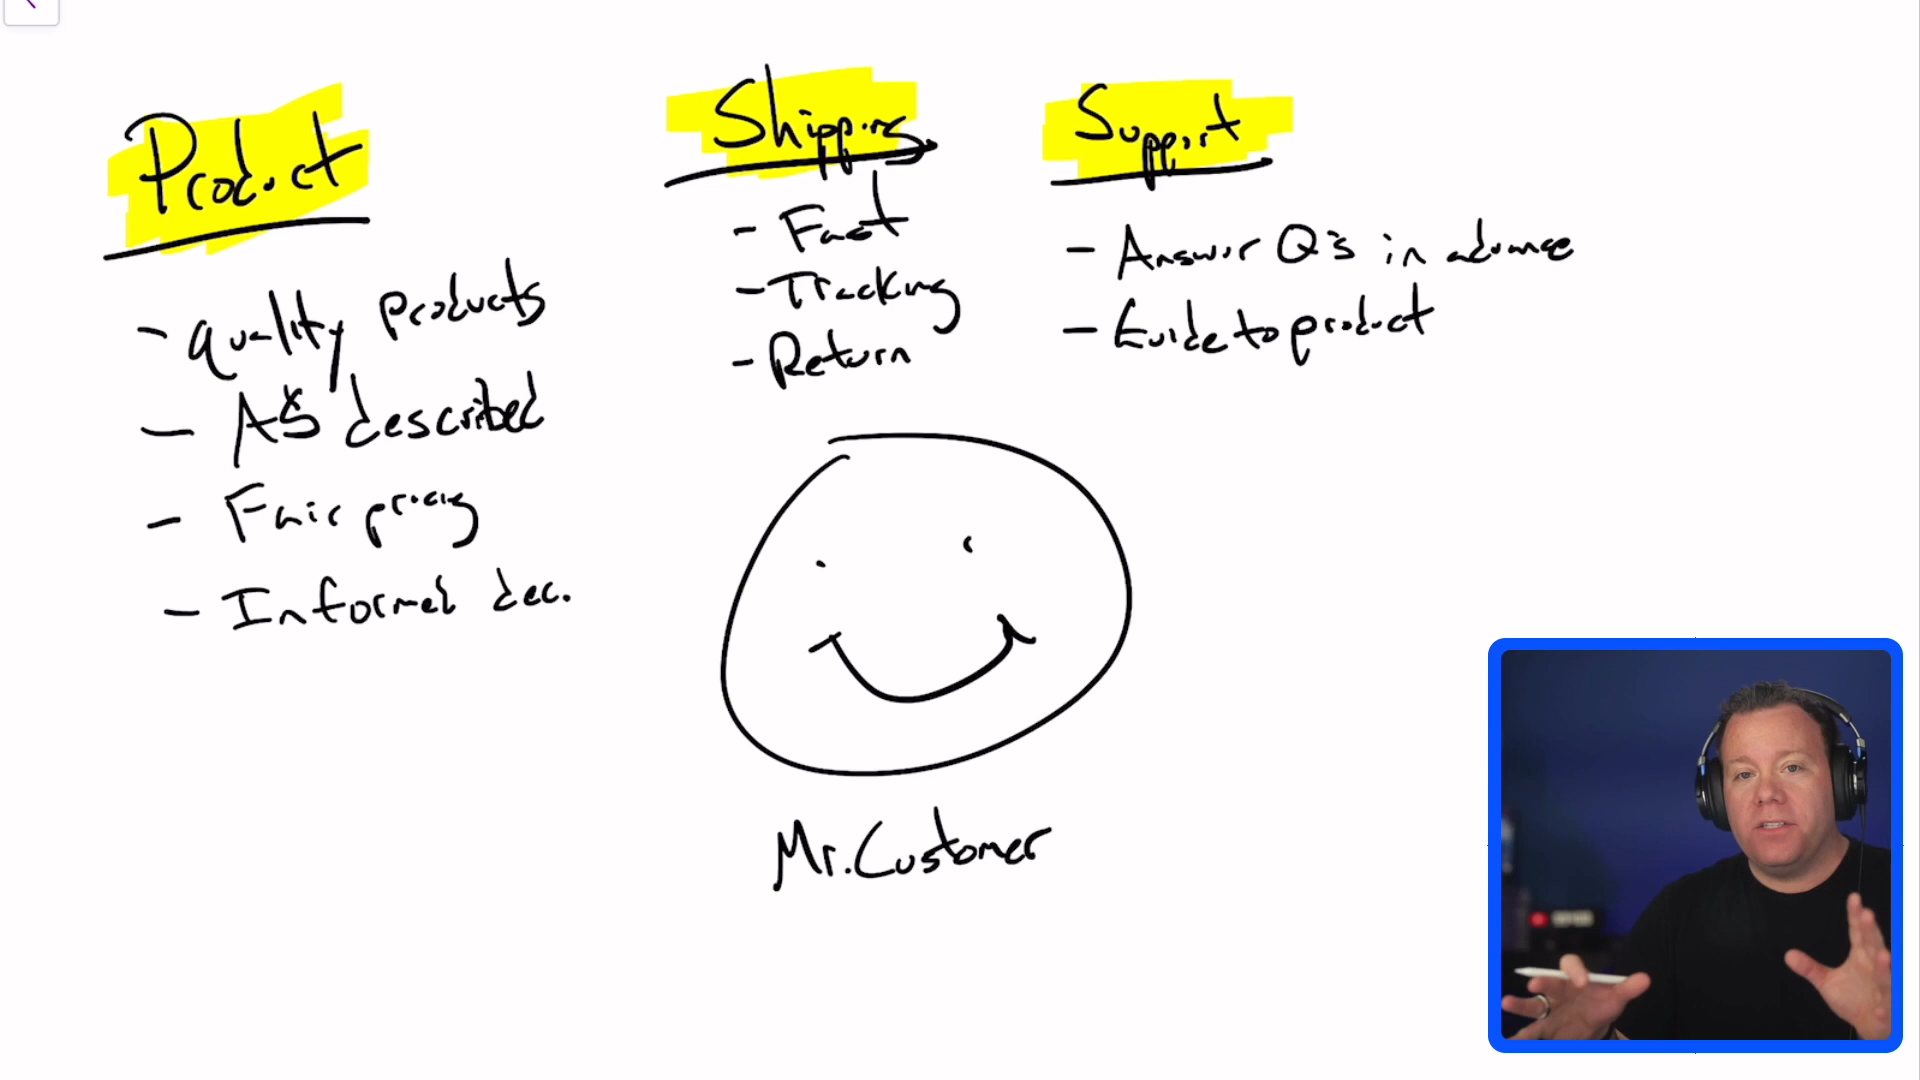 Product
- quality products
- AS described
- Fair pricing
- Informed dec.
Shipping
- Fast
- Tracking
- Return
Support
- Answer Q's in advance
- Guide to product
Mr. Customer